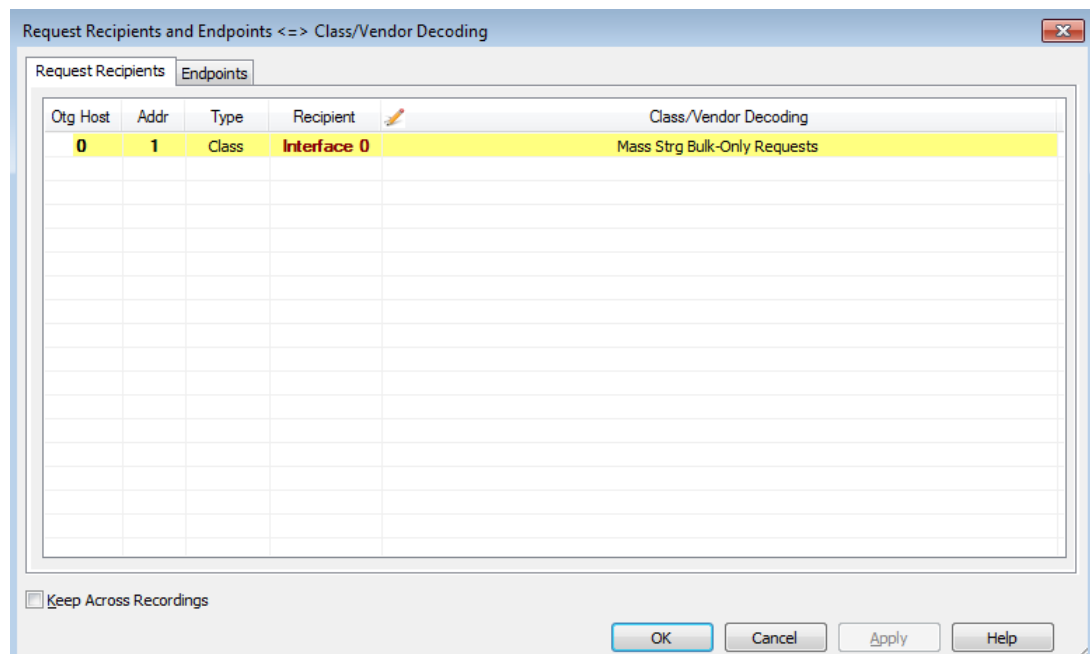 Request Recipients and Endpoints <=> Class/Vendor Decoding
Request Recipients Endpoints
Otg Host Addr Type Recipient Class/Vendor Decoding
0 1 Class Interface 0 Mass Strg Bulk-Only Requests
Keep Across Recordings
OK Cancel Apply Help